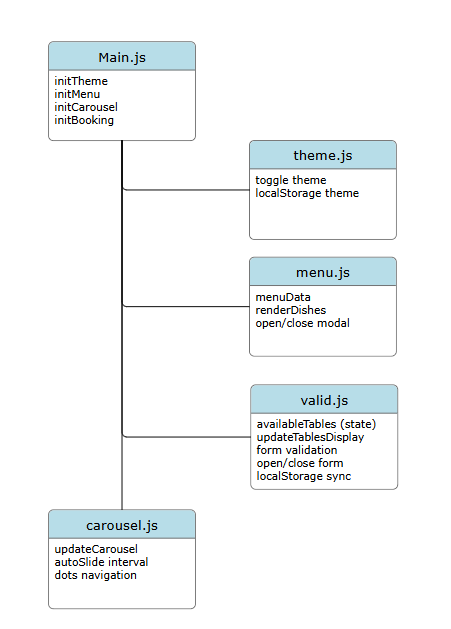 Main.js
initTheme
initMenu
initCarousel
initBooking
theme.js
toggle theme
localStorage theme
menu.js
menuData
renderDishes
open/close modal
valid.js
availableTables (state)
updateTablesDisplay
form validation
open/close form
localStorage sync
carousel.js
updateCarousel
autoSlide interval
dots navigation